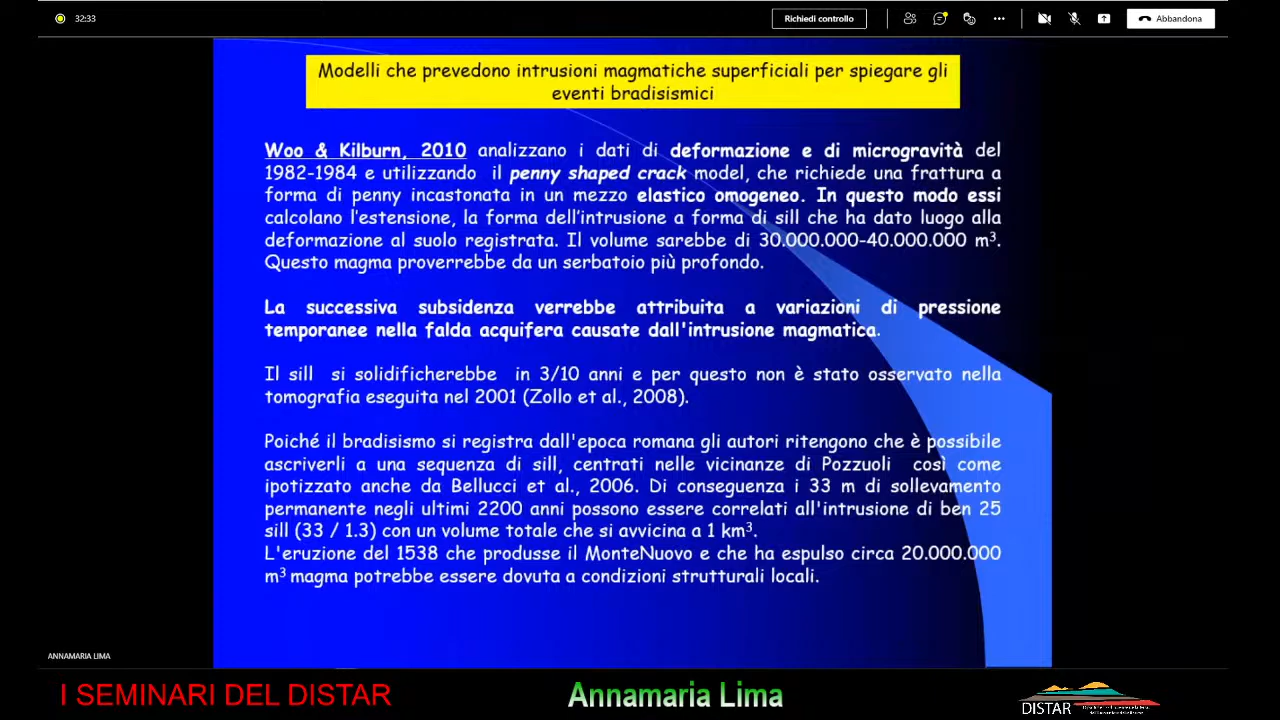 32:33
Richiedi controllo
Abbandona
Modelli che prevedono intrusioni magmatiche superficiali per spiegare gli
eventi bradisismici
Woo & Kilburn, 2010 analizzano i dati di deformazione e di microgravità del
1982-1984 e utilizzando il penny shaped crack model, che richiede una frattura a
forma di penny incastonata in un mezzo elastico omogeneo. In questo modo essi
calcolano l'estensione, la forma dell'intrusione a forma di sill che ha dato luogo alla
deformazione al suolo registrata. Il volume sarebbe di 30.000.000-40.000.000 m³.
Questo magma proverrebbe da un serbatoio più profondo.
La successiva subsidenza verrebbe attribuita a variazioni di pressione
temporanee nella falda acquifera causate dall'intrusione magmatica.
Il sill si solidificherebbe in 3/10 anni e per questo non è stato osservato nella
tomografia eseguita nel 2001 (Zollo et al., 2008).
Poiché il bradisismo si registra dall'epoca romana gli autori ritengono che è possibile
ascriverli a una sequenza di sill, centrati nelle vicinanze di Pozzuoli così come
ipotizzato anche da Bellucci et al., 2006. Di conseguenza i 33 m di sollevamento
permanente negli ultimi 2200 anni possono essere correlati all'intrusione di ben 25
sill (33 / 1.3) con un volume totale che si avvicina a 1 km³.
L'eruzione del 1538 che produsse il MonteNuovo e che ha espulso circa 20.000.000
m³ magma potrebbe essere dovuta a condizioni strutturali locali.
ANNAMARIA LIMA
I SEMINARI DEL DISTAR
Annamaria Lima
DISTAR